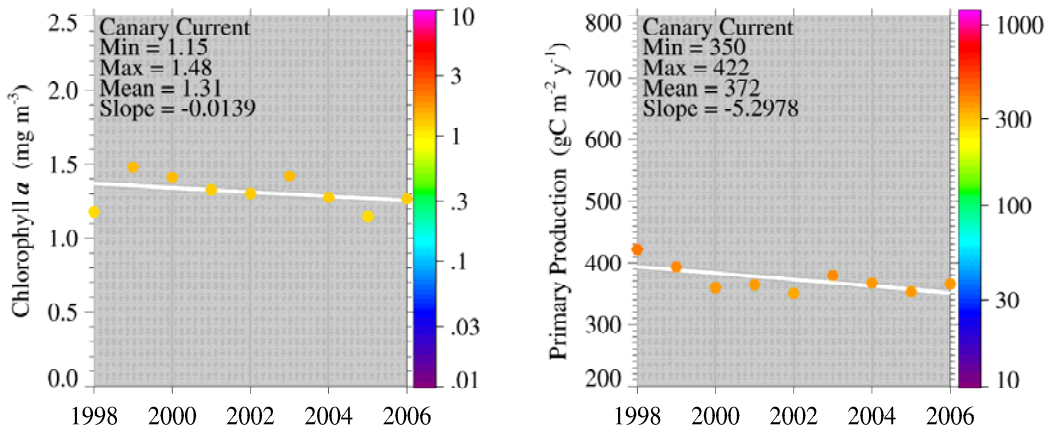 Canary Current
Min = 1.15
Max = 1.48
Mean = 1.31
Slope = -0.0139
Chlorophyll a (mg m-3)
2.5
2.0
1.5
1.0
0.5
0.0
1998 2000 2002 2004 2006
10
3
1
.3
.1
.03
.01
Canary Current
Min = 350
Max = 422
Mean = 372
Slope = -5.2978
Primary Production (gC m-2 y-1)
800
700
600
500
400
300
200
1998 2000 2002 2004 2006
1000
300
100
30
10